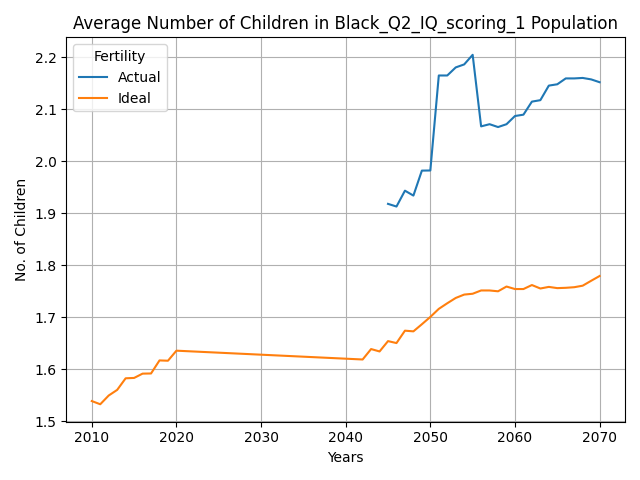 Average Number of Children in Black_Q2_IQ_scoring_1 Population
Fertility
Actual
Ideal
No. of Children
2.2
2.1
2.0
1.9
1.8
1.7
1.6
1.5
2010 2020 2030 2040 2050 2060 2070
Years